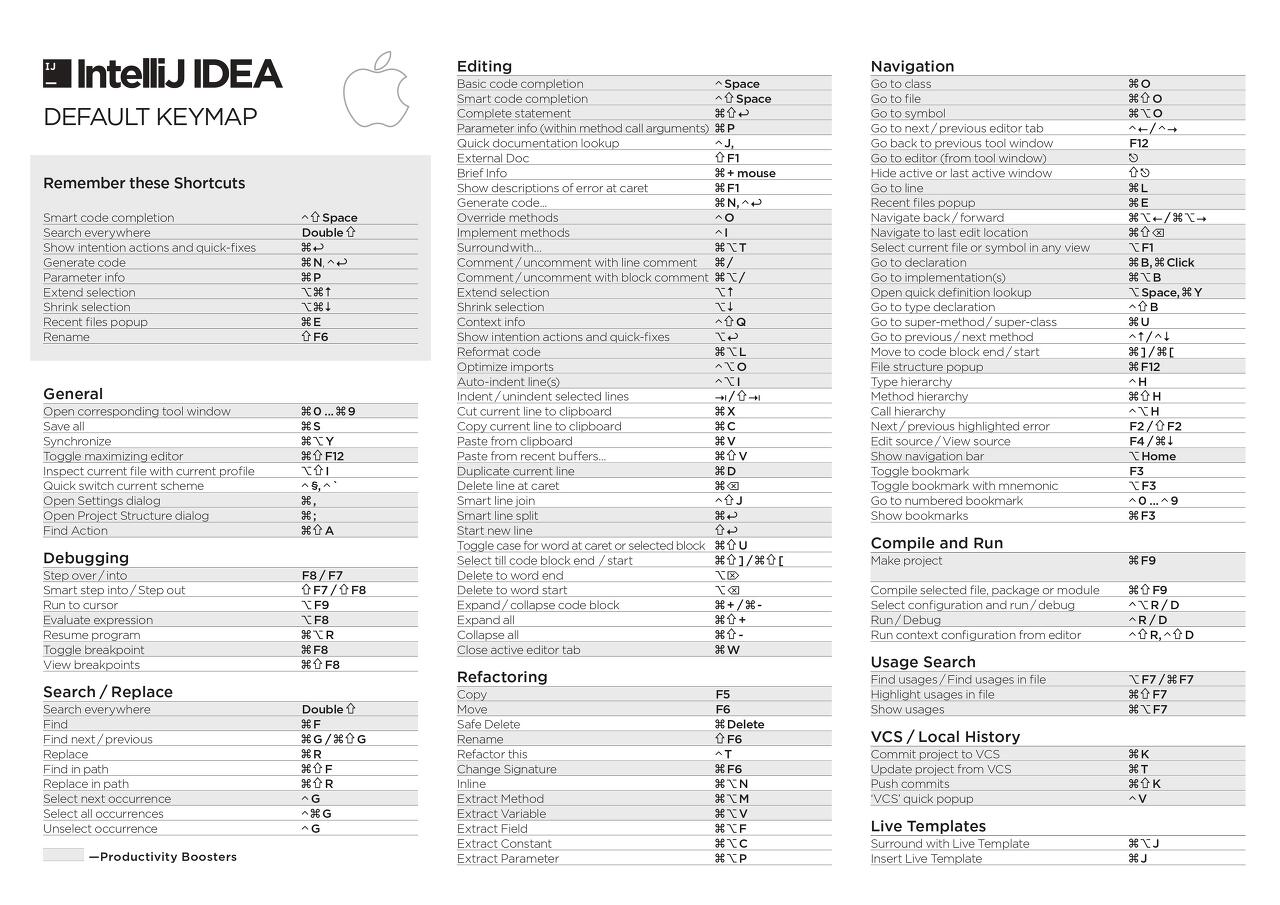 IJ IntelliJ IDEA
DEFAULT KEYMAP
Remember these Shortcuts
Smart code completion ^⇧Space
Search everywhere Double⇧
Show intention actions and quick-fixes ⌘↩
Generate code ⌘N, ^↩
Parameter info ⌘P
Extend selection ⌥⌘↑
Shrink selection ⌥⌘↓
Recent files popup ⌘E
Rename ⇧F6
General
Open corresponding tool window ⌘0 ...⌘9
Save all ⌘S
Synchronize ⌘⌥Y
Toggle maximizing editor ⌘⇧F12
Inspect current file with current profile ⌥⇧I
Quick switch current scheme ^§, ^`
Open Settings dialog ⌘,
Open Project Structure dialog ⌘;
Find Action ⌘⇧A
Debugging
Step over / into F8 / F7
Smart step into / Step out ⇧F7 / ⇧F8
Run to cursor ⌥F9
Evaluate expression ⌥F8
Resume program ⌘⌥R
Toggle breakpoint ⌘F8
View breakpoints ⌘⇧F8
Search / Replace
Search everywhere Double⇧
Find ⌘F
Find next / previous ⌘G / ⌘⇧G
Replace ⌘R
Find in path ⌘⇧F
Replace in path ⌘⇧R
Select next occurrence ^G
Select all occurrences ^⌘G
Unselect occurrence ^G
—Productivity Boosters
Editing
Basic code completion ^Space
Smart code completion ^⇧Space
Complete statement ⌘⇧↩
Parameter info (within method call arguments) ⌘P
Quick documentation lookup ^J,
External Doc ⇧F1
Brief Info ⌘+ mouse
Show descriptions of error at caret ⌘F1
Generate code... ⌘N, ^↩
Override methods ^O
Implement methods ^I
Surround with... ⌘⌥T
Comment / uncomment with line comment ⌘/
Comment / uncomment with block comment ⌘⌥/
Extend selection ⌥↑
Shrink selection ⌥↓
Context info ^⇧Q
Show intention actions and quick-fixes ⌥↩
Reformat code ⌘⌥L
Optimize imports ^⌥O
Auto-indent line(s) ^⌥I
Indent / unindent selected lines ⇥ / ⇧⇥
Cut current line to clipboard ⌘X
Copy current line to clipboard ⌘C
Paste from clipboard ⌘V
Paste from recent buffers... ⌘⇧V
Duplicate current line ⌘D
Delete line at caret ⌘⌫
Smart line join ^⇧J
Smart line split ⌘↩
Start new line ⇧↩
Toggle case for word at caret or selected block ⌘⇧U
Select till code block end / start ⌘⇧] / ⌘⇧[
Delete to word end ⌥⌦
Delete to word start ⌥⌫
Expand / collapse code block ⌘+ / ⌘-
Expand all ⌘⇧+
Collapse all ⌘⇧-
Close active editor tab ⌘W
Refactoring
Copy F5
Move F6
Safe Delete ⌘Delete
Rename ⇧F6
Refactor this ^T
Change Signature ⌘F6
Inline ⌘⌥N
Extract Method ⌘⌥M
Extract Variable ⌘⌥V
Extract Field ⌘⌥F
Extract Constant ⌘⌥C
Extract Parameter ⌘⌥P
Navigation
Go to class ⌘O
Go to file ⌘⇧O
Go to symbol ⌘⌥O
Go to next / previous editor tab ^← / ^→
Go back to previous tool window F12
Go to editor (from tool window) ⎋
Hide active or last active window ⇧⎋
Go to line ⌘L
Recent files popup ⌘E
Navigate back / forward ⌘⌥← / ⌘⌥→
Navigate to last edit location ⌘⇧⌫
Select current file or symbol in any view ⌥F1
Go to declaration ⌘B, ⌘Click
Go to implementation(s) ⌘⌥B
Open quick definition lookup ⌥Space, ⌘Y
Go to type declaration ^⇧B
Go to super-method / super-class ⌘U
Go to previous / next method ^↑ / ^↓
Move to code block end / start ⌘] / ⌘[
File structure popup ⌘F12
Type hierarchy ^H
Method hierarchy ⌘⇧H
Call hierarchy ^⌥H
Next / previous highlighted error F2 / ⇧F2
Edit source / View source F4 / ⌘↓
Show navigation bar ⌥Home
Toggle bookmark F3
Toggle bookmark with mnemonic ⌥F3
Go to numbered bookmark ^0 ...^9
Show bookmarks ⌘F3
Compile and Run
Make project ⌘F9
Compile selected file, package or module ⌘⇧F9
Select configuration and run / debug ^⌥R / D
Run / Debug ^R / D
Run context configuration from editor ^⇧R, ^⇧D
Usage Search
Find usages / Find usages in file ⌥F7 / ⌘F7
Highlight usages in file ⌘⇧F7
Show usages ⌘⌥F7
VCS / Local History
Commit project to VCS ⌘K
Update project from VCS ⌘T
Push commits ⌘⇧K
‘VCS’ quick popup ^V
Live Templates
Surround with Live Template ⌘⌥J
Insert Live Template ⌘J